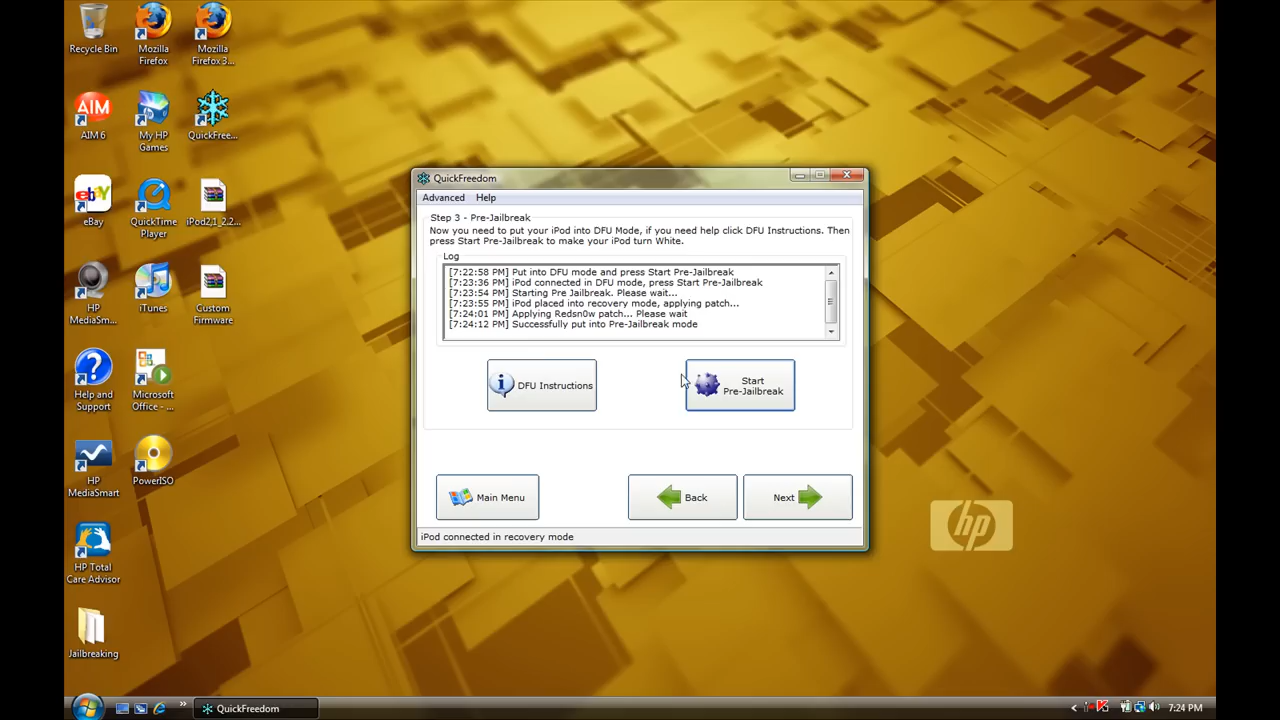 Recycle Bin
Mozilla
Firefox
Mozilla
Firefox 3...
AIM
AIM 6
My HP
Games
QuickFree...
ebY
eBay
QuickTime
Player
iPod2,1_2.2...
HP
MediaSm...
iTunes
Custom
Firmware
Help and
Support
Microsoft
Office - ...
HP
MediaSmart
PowerISO
HP Total
Care Advisor
Jailbreaking
QuickFreedom
Advanced Help
Step 3 - Pre-Jailbreak
Now you need to put your iPod into DFU Mode, if you need help click DFU Instructions. Then
press Start Pre-Jailbreak to make your iPod turn White.
Log
[7:22:58 PM] Put into DFU mode and press Start Pre-Jailbreak
[7:23:36 PM] iPod connected in DFU mode, press Start Pre-Jailbreak
[7:23:54 PM] Starting Pre Jailbreak. Please wait...
[7:23:55 PM] iPod placed into recovery mode, applying patch...
[7:24:01 PM] Applying Redsn0w patch... Please wait
[7:24:12 PM] Successfully put into Pre-Jailbreak mode
DFU Instructions
Start
Pre-Jailbreak
Main Menu
Back
Next
iPod connected in recovery mode
hp
QuickFreedom
7:24 PM